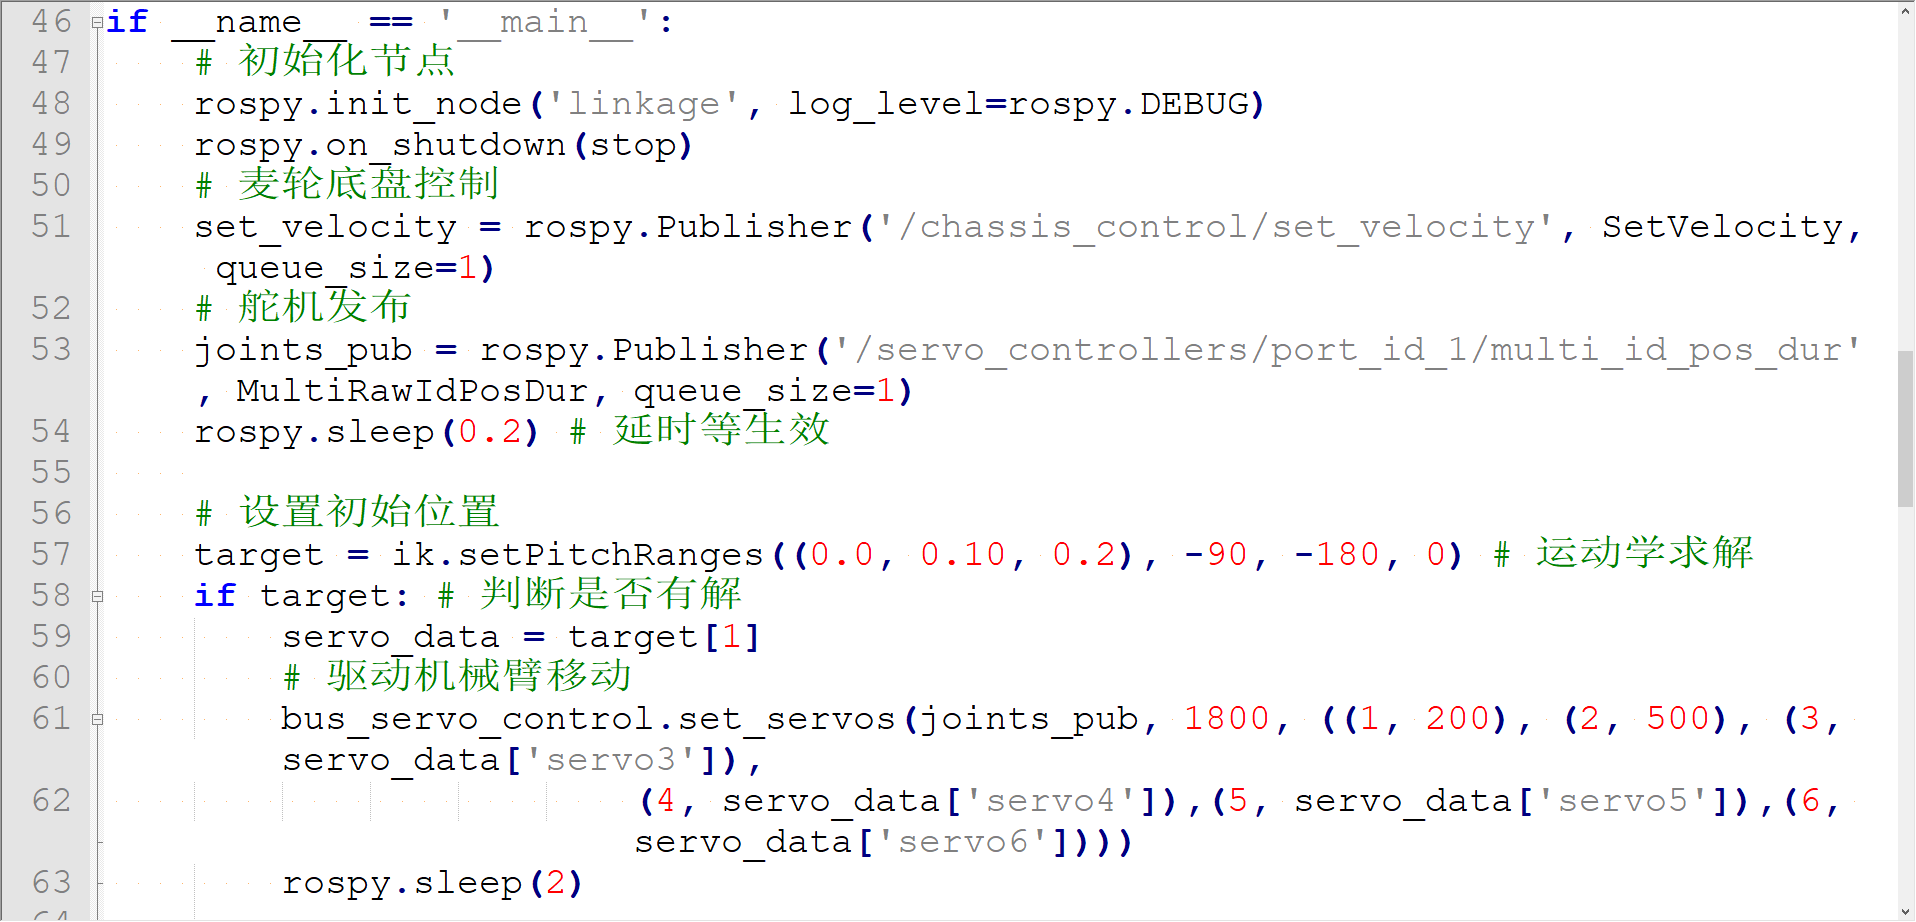 46 if __name__ == '__main__':
47 # 初始化节点
48 rospy.init_node('linkage', log_level=rospy.DEBUG)
49 rospy.on_shutdown(stop)
50 # 麦轮底盘控制
51 set_velocity = rospy.Publisher('/chassis_control/set_velocity', SetVelocity,
queue_size=1)
52 # 舵机发布
53 joints_pub = rospy.Publisher('/servo_controllers/port_id_1/multi_id_pos_dur'
, MultiRawIdPosDur, queue_size=1)
54 rospy.sleep(0.2) # 延时等生效
55
56 # 设置初始位置
57 target = ik.setPitchRanges((0.0, 0.10, 0.2), -90, -180, 0) # 运动学求解
58 if target: # 判断是否有解
59 servo_data = target[1]
60 # 驱动机械臂移动
61 bus_servo_control.set_servos(joints_pub, 1800, ((1, 200), (2, 500), (3,
servo_data['servo3']),
62 (4, servo_data['servo4']),(5, servo_data['servo5']),(6,
servo_data['servo6'])))
63 rospy.sleep(2)